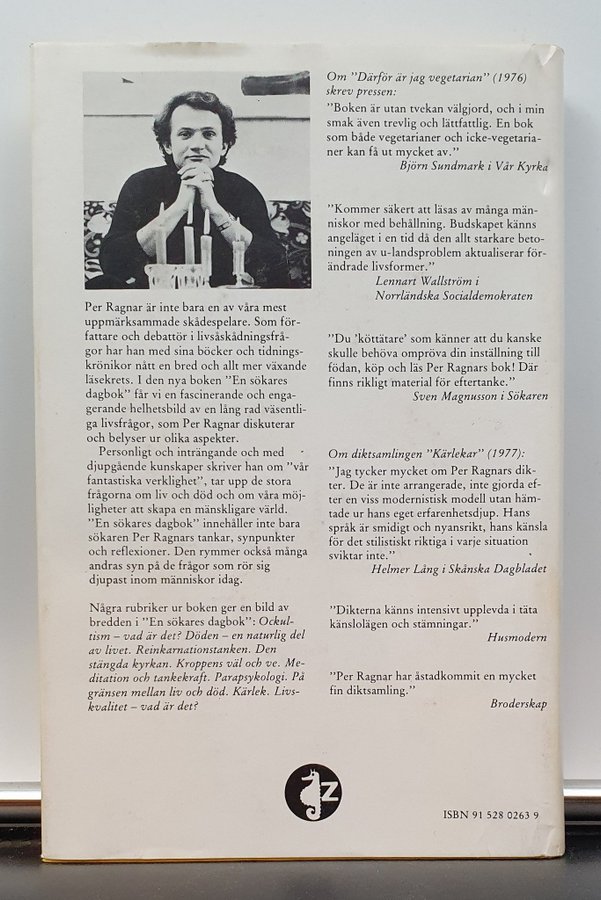 Per Ragnar är inte bara en av våra mest
uppmärksammade skådespelare. Som för-
fattare och debattör i livsåskådningsfrå-
gor har han med sina böcker och tidnings-
krönikor nått en bred och allt mer växande
läsekrets. I den nya boken "En sökares
dagbok" får vi en fascinerande och enga-
gerande helhetsbild av en lång rad väsentli-
ga livsfrågor, som Per Ragnar diskuterar
och belyser ur olika aspekter.
Personligt och inträngande och med
djupgående kunskaper skriver han om "vår
fantastiska verklighet", tar upp de stora
frågorna om liv och död och om våra möj-
ligheter att skapa en mänskligare värld.
"En sökares dagbok" innehåller inte bara
sökaren Per Ragnars tankar, synpunkter
och reflexioner. Den rymmer också många
andras syn på de frågor som rör sig
djupast inom människor idag.
Några rubriker ur boken ger en bild av
bredden i "En sökares dagbok": Ockul-
tism – vad är det? Döden – en naturlig del
av livet. Reinkarnationstanken. Den
stängda kyrkan. Kroppens väl och ve. Me-
ditation och tankekraft. Parapsykologi. På
gränsen mellan liv och död. Kärlek. Livs-
kvalitet – vad är det?
Om "Därför är jag vegetarian" (1976)
skrev pressen:
"Boken är utan tvekan välgjord, och i min
smak även trevlig och lättfattlig. En bok
som både vegetarianer och icke-vegetaria-
ner kan få ut mycket av."
Björn Sundmark i Vår Kyrka
"Kommer säkert att läsas av många män-
niskor med behållning. Budskapet känns
angeläget i en tid då den allt starkare beto-
ningen av u-landsproblem aktualiserar för-
ändrade livsformer."
Lennart Wallström i
Norrländska Socialdemokraten
"Du 'köttätare' som känner att du kanske
skulle behöva ompröva din inställning till
födan, köp och läs Per Ragnars bok! Där
finns rikligt material för eftertanke."
Sven Magnusson i Sökaren
Om diktsamlingen "Kärlekar" (1977):
"Jag tycker mycket om Per Ragnars dik-
ter. De är inte arrangerade, inte gjorda ef-
ter en viss modernistisk modell utan häm-
tade ur hans eget erfarenhetsdjup. Hans
språk är smidigt och nyansrikt, hans känsla
för det stilistiskt riktiga i varje situation
sviktar inte."
Helmer Lång i Skånska Dagbladet
"Dikterna känns intensivt upplevda i täta
känslolägen och stämningar."
Husmodern
"Per Ragnar har åstadkommit en mycket
fin diktsamling."
Broderskap
Z
ISBN 91 528 0263 9